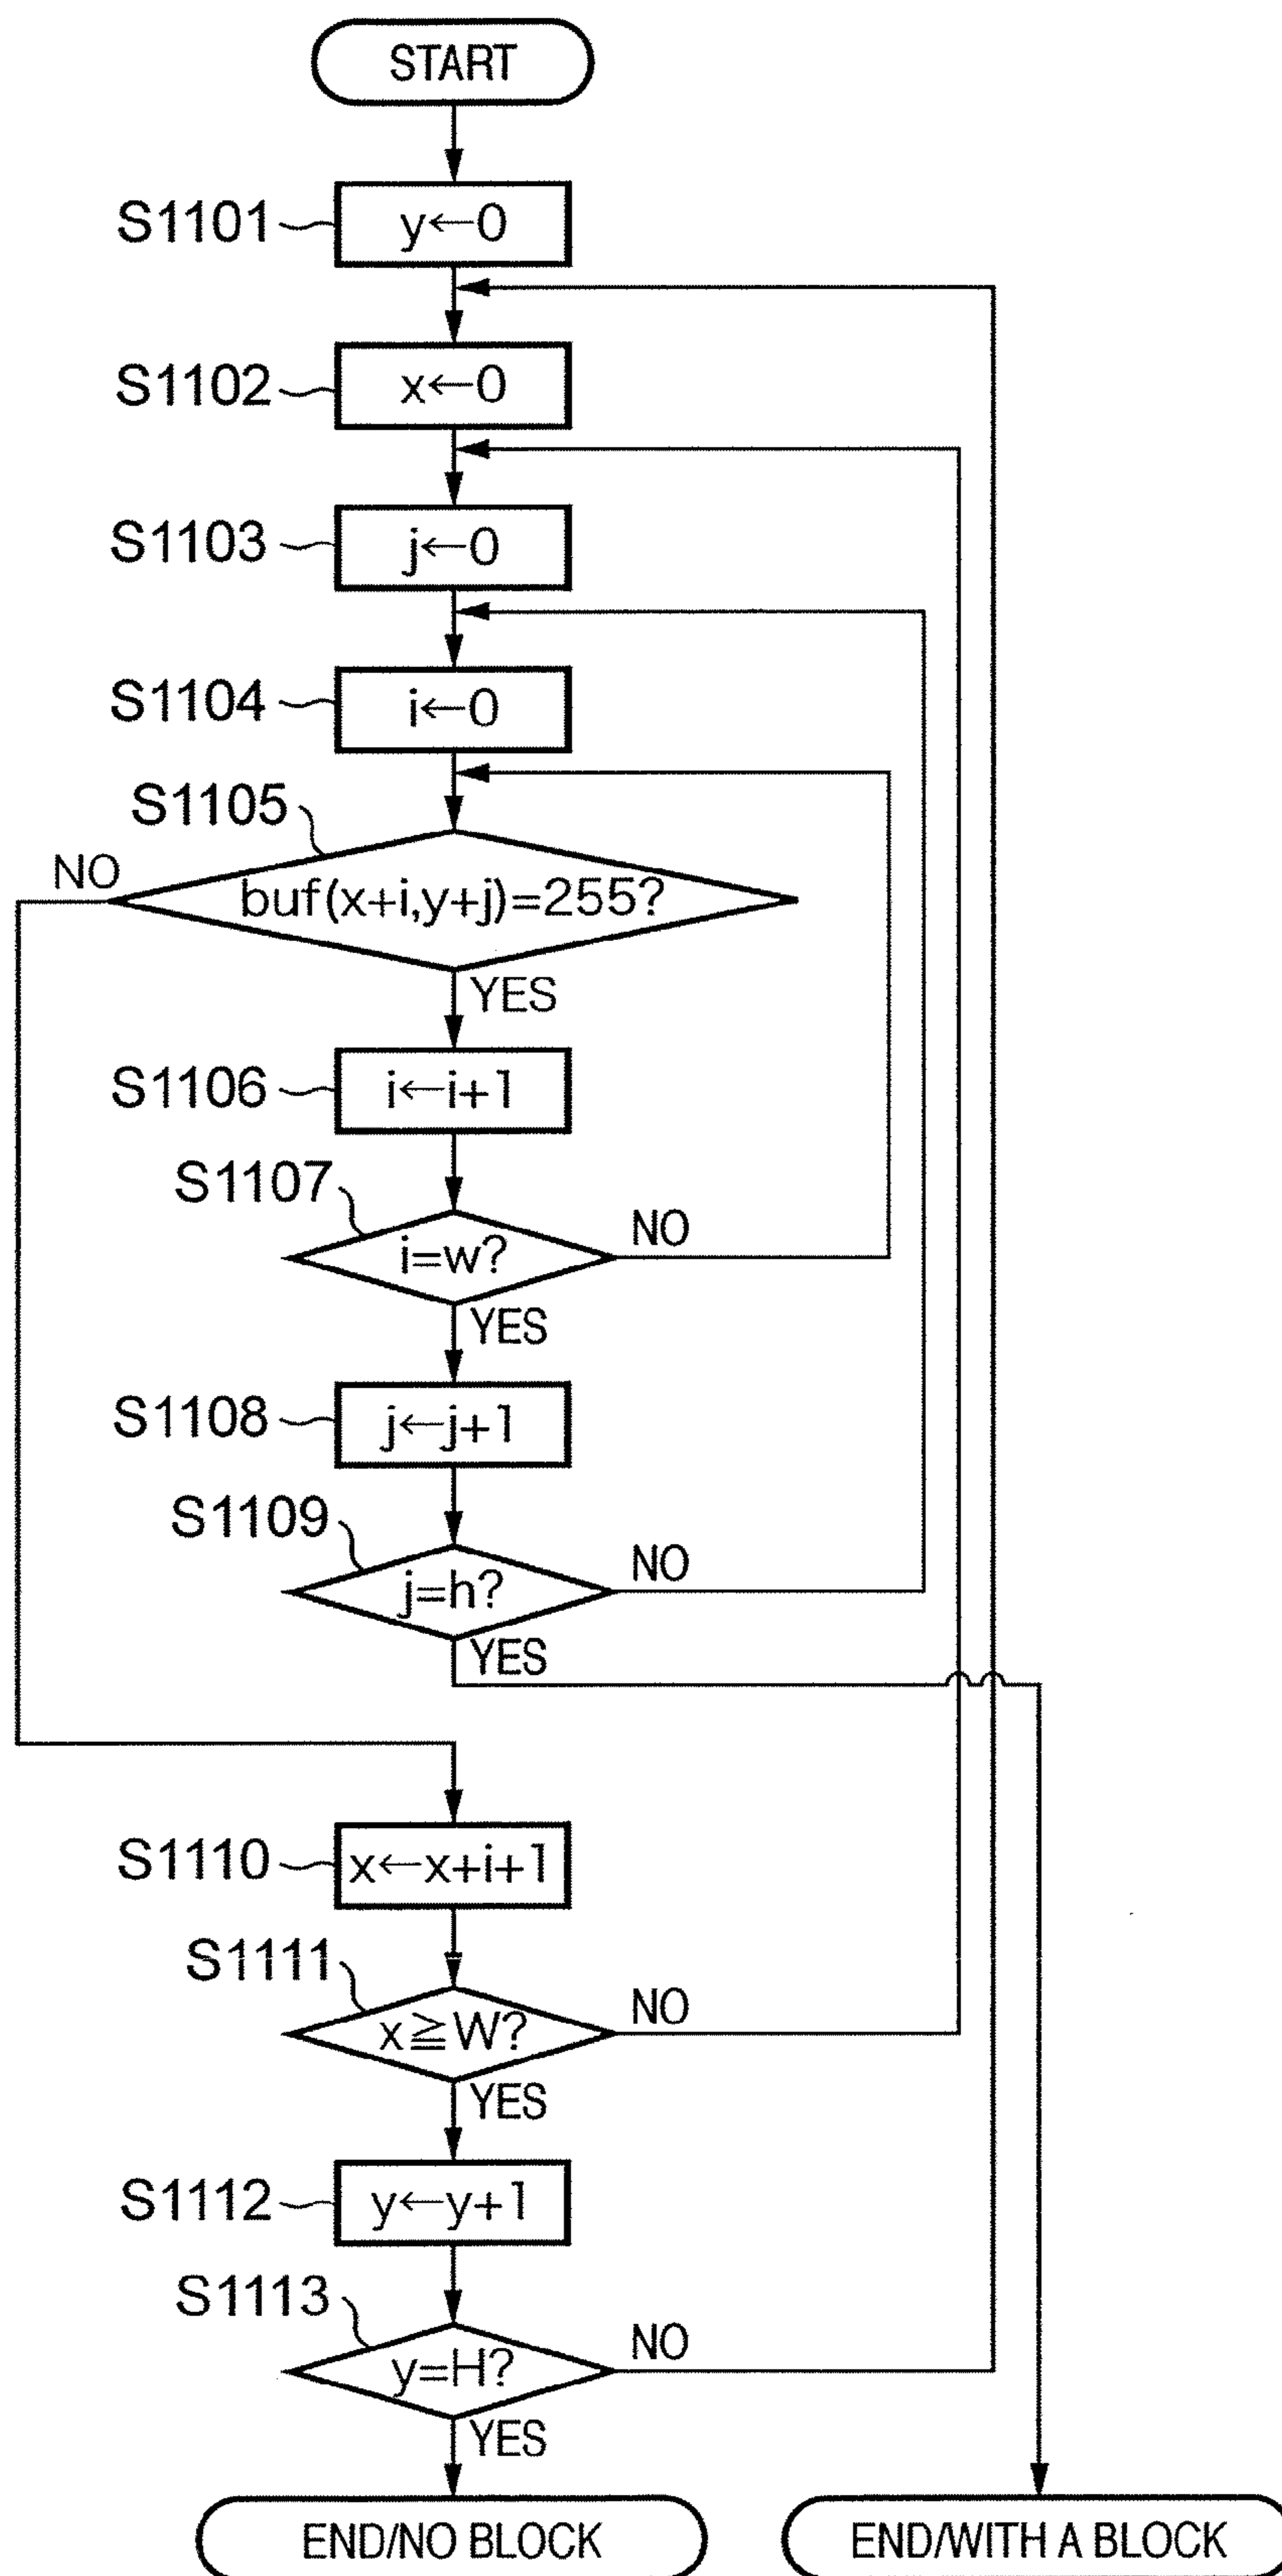 START
S1101
y←0
S1102
x←0
S1103
j←0
S1104
i←0
S1105
NO
buf(x+i,y+j)=255?
YES
S1106
i←i+1
S1107
i=w?
NO
YES
S1108
j←j+1
S1109
j=h?
NO
YES
S1110
x←x+i+1
S1111
x≧W?
NO
YES
S1112
y←y+1
S1113
y=H?
NO
YES
END/NO BLOCK
END/WITH A BLOCK